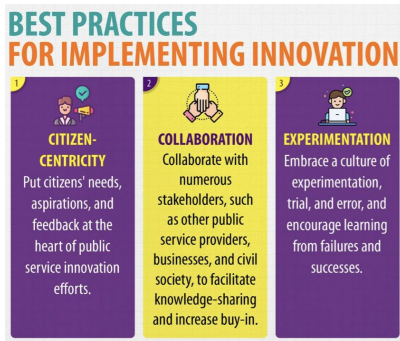 BEST PRACTICES
FOR IMPLEMENTING INNOVATION
1
CITIZEN-
CENTRICITY
Put citizens' needs,
aspirations, and
feedback at the
heart of public
service innovation
efforts.
2
COLLABORATION
Collaborate with
numerous
stakeholders, such
as other public
service providers,
businesses, and civil
society, to facilitate
knowledge-sharing
and increase buy-in.
3
EXPERIMENTATION
Embrace a culture of
experimentation,
trial, and error, and
encourage learning
from failures and
successes.